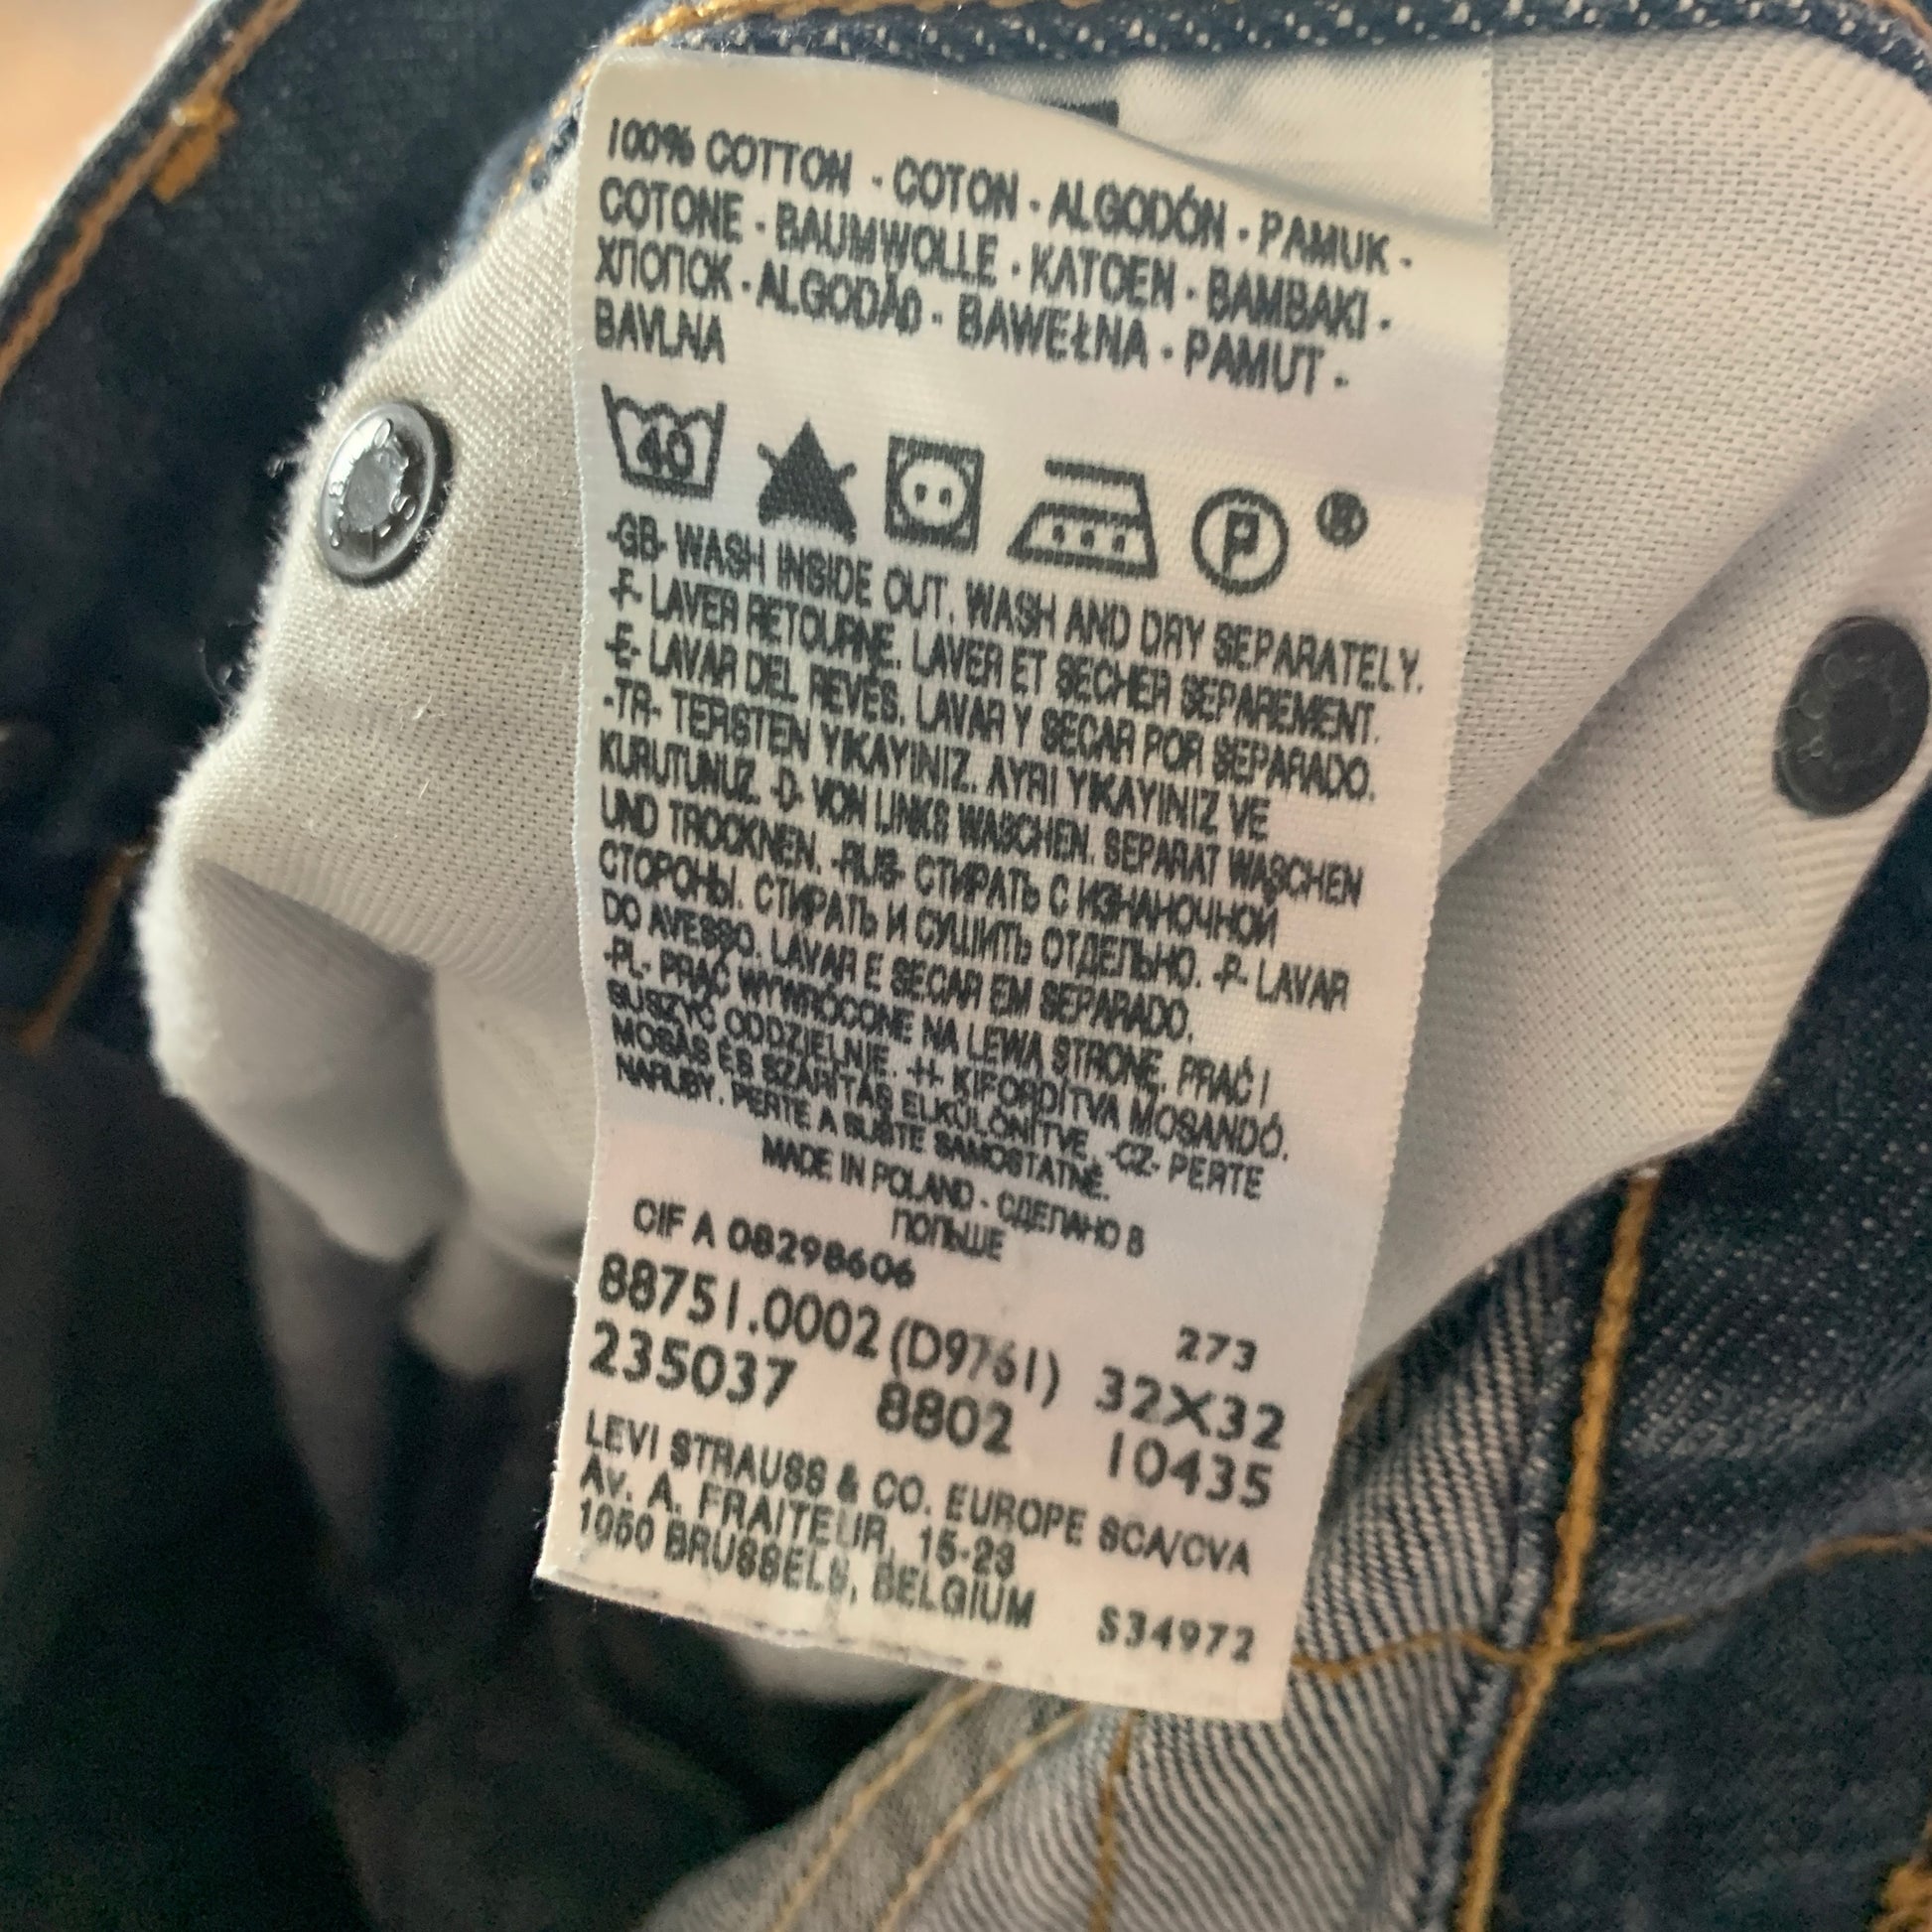 100% COTTON - COTON - ALGODÓN - PAMUK -
COTONE - BAUMWOLLE - KATOEN - BAMBAKI -
ХЛОПОК - ALGODÃO - BAWEŁNA - PAMUT -
BAVLNA
40 P ®
-GB- WASH INSIDE OUT. WASH AND DRY SEPARATELY.
-F- LAVER RETOURNE. LAVER ET SECHER SEPAREMENT.
-E- LAVAR DEL REVÉS. LAVAR Y SECAR POR SEPARADO.
-TR- TERSTEN YIKAYINIZ. AYRI YIKAYINIZ VE
KURUTUNUZ. -D- VON LINKS WASCHEN. SEPARAT WASCHEN
UND TROCKNEN. -RUS- СТИРАТЬ С ИЗНАНОЧНОЙ
СТОРОНЫ. СТИРАТЬ И СУШИТЬ ОТДЕЛЬНО. -P- LAVAR
DO AVESSO. LAVAR E SECAR EM SEPARADO.
-PL- PRAĆ WYWRÓCONE NA LEWA STRONE. PRAĆ I
SUSZYĆ ODDZIELNIE. -H- KIFORDÍTVA MOSANDÓ.
MOSÁS ÉS SZÁRÍTÁS ELKÜLÖNÍTVE. -CZ- PERTE
NARUBY. PERTE A SUSTE SAMOSTATNĚ.
MADE IN POLAND - СДЕЛАНО В
ПОЛЬШЕ
CIF A 08298606
273
88751.0002 (D9761) 32X32
235037 8802 10435
LEVI STRAUSS & CO. EUROPE SCA/CVA
AV. A. FRAITEUR, 15-23
1050 BRUSSELS, BELGIUM S34972